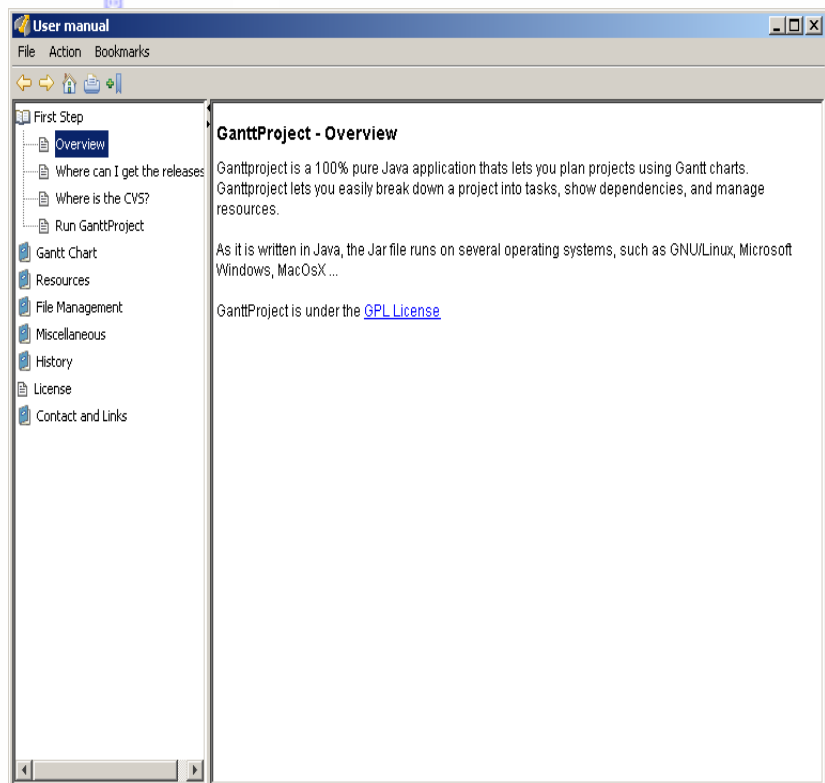 User manual
File Action Bookmarks
First Step
Overview
Where can I get the releases
Where is the CVS?
Run GanttProject
Gantt Chart
Resources
File Management
Miscellaneous
History
License
Contact and Links
GanttProject - Overview
Ganttproject is a 100% pure Java application thats lets you plan projects using Gantt charts.
Ganttproject lets you easily break down a project into tasks, show dependencies, and manage
resources.
As it is written in Java, the Jar file runs on several operating systems, such as GNU/Linux, Microsoft
Windows, MacOsX ...
GanttProject is under the GPL License